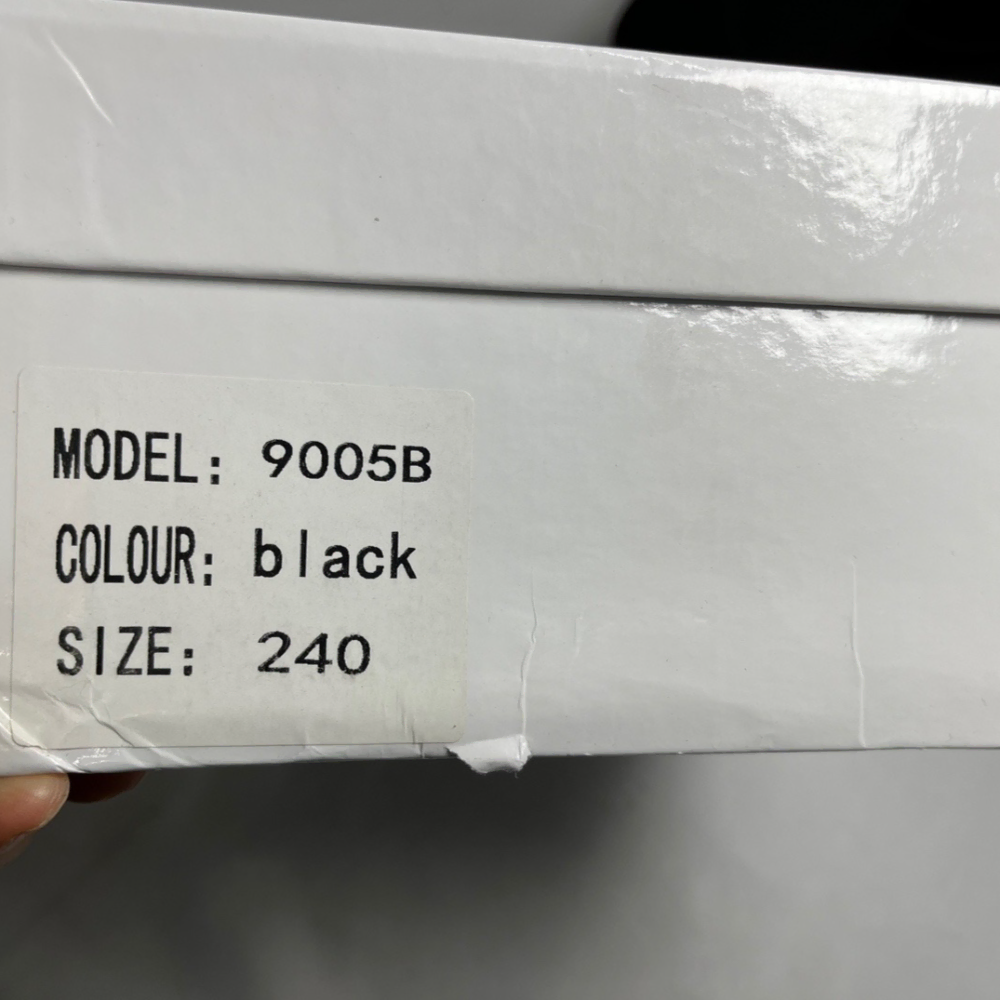 MODEL: 9005B
COLOUR: black
SIZE: 240